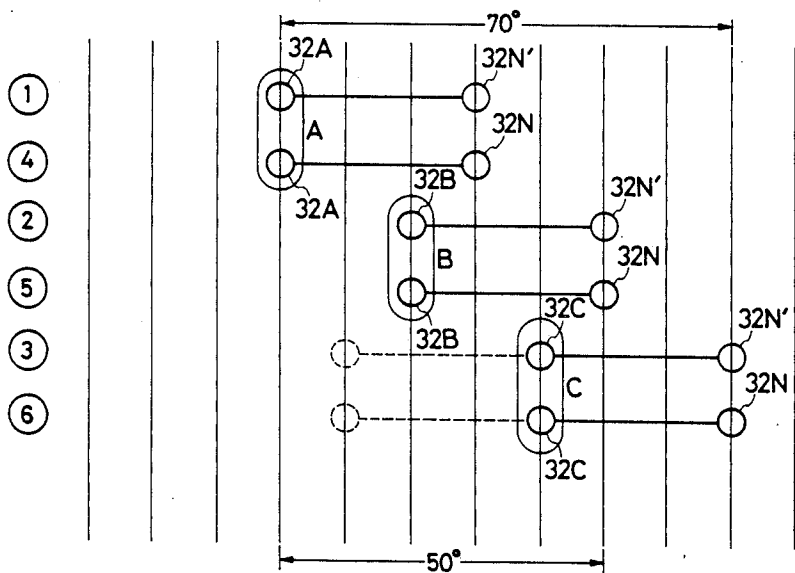 70°
① 32A 32N′
A
④ 32A 32N
② 32B 32N′
B
⑤ 32B 32N
③ 32C 32N′
C
⑥ 32C 32N
50°